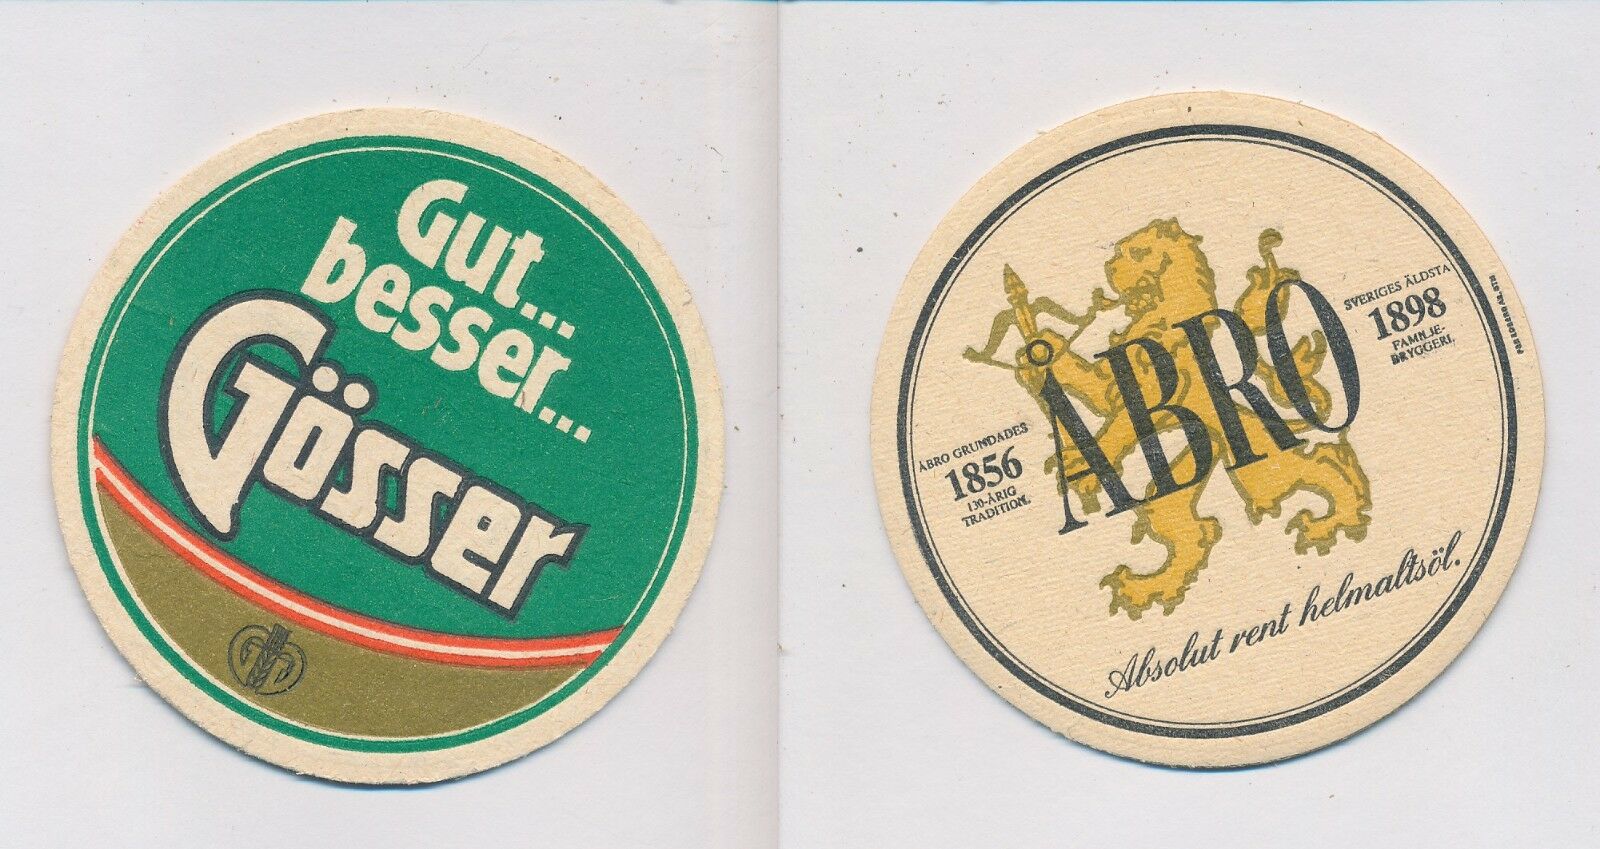 Gut...
besser...
Gösser
ÅBRO
ÅBRO GRUNDADES
1856
130-ÅRIG
TRADITION.
SVERIGES ÄLDSTA
1898
FAMILJE-
BRYGGERI.
Absolut rent helmaltsöl.